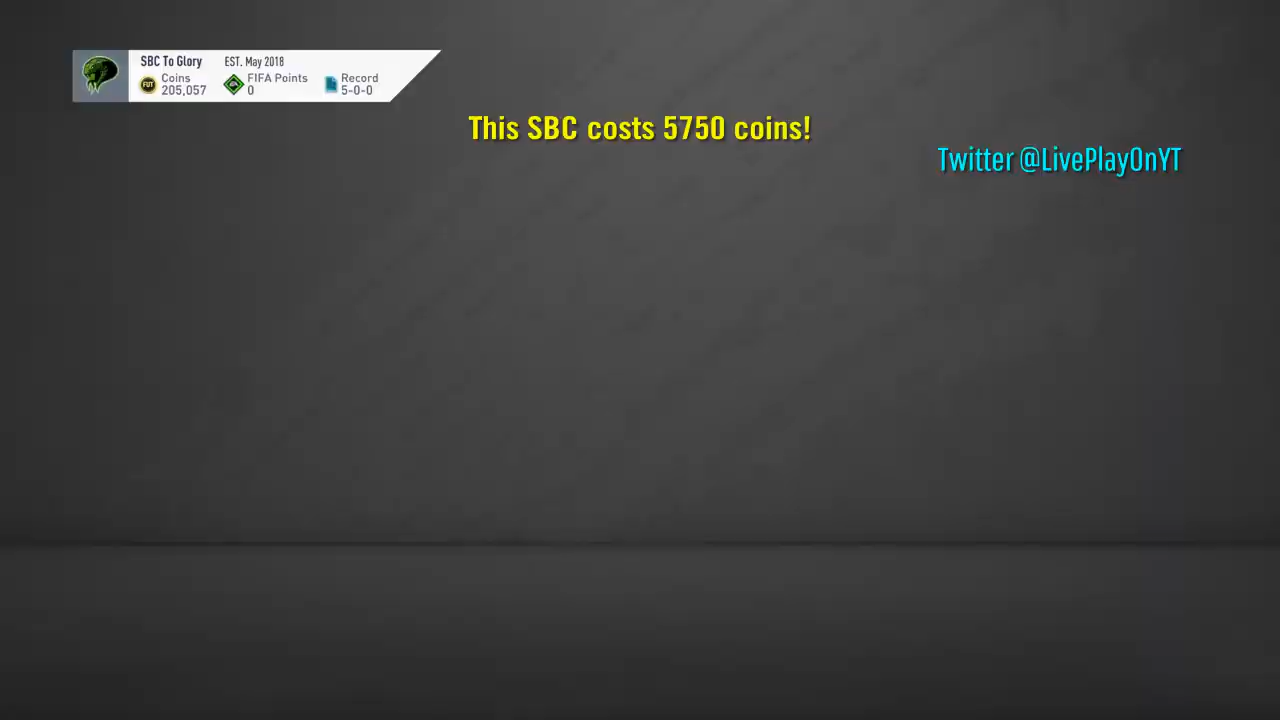 SBC To Glory EST. May 2018
Coins FIFA Points Record
205,057 0 5-0-0
FUT
This SBC costs 5750 coins!
Twitter @LivePlayOnYT